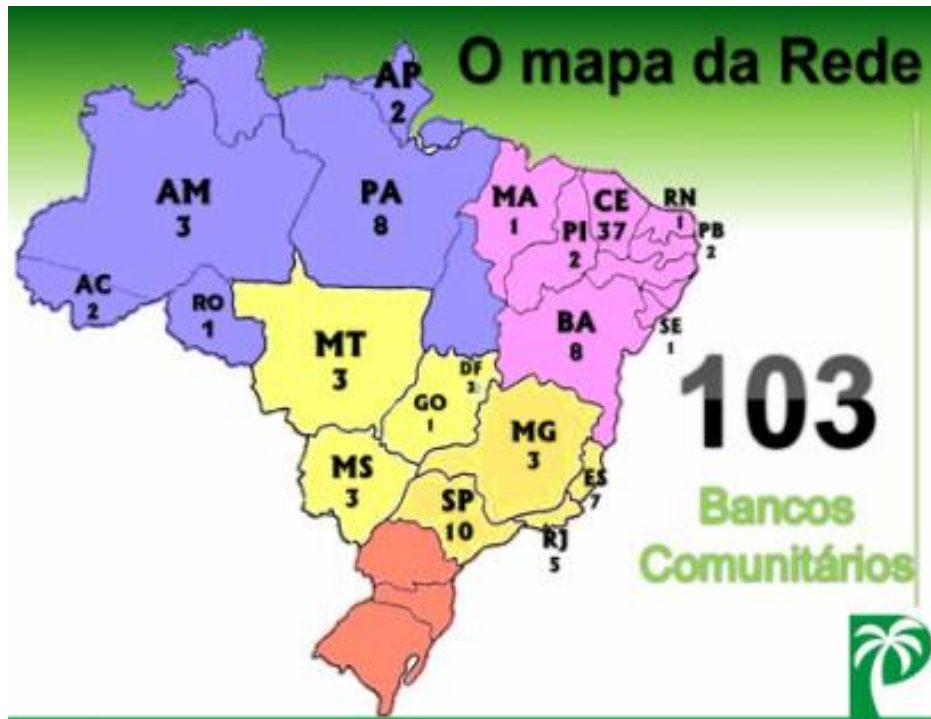 O mapa da Rede
AP
2
AM
3
PA
8
MA
1
CE
37
RN
1
PI
2
PB
2
AC
2
RO
1
BA
8
SE
1
MT
3
DF
3
GO
1
MG
3
MS
3
ES
7
SP
10
RJ
5
103
Bancos
Comunitários